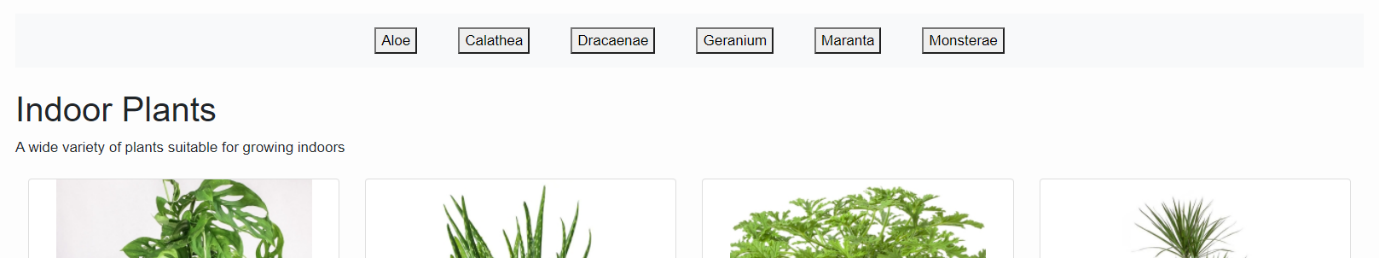 Aloe Calathea Dracaenae Geranium Maranta Monsterae
Indoor Plants
A wide variety of plants suitable for growing indoors